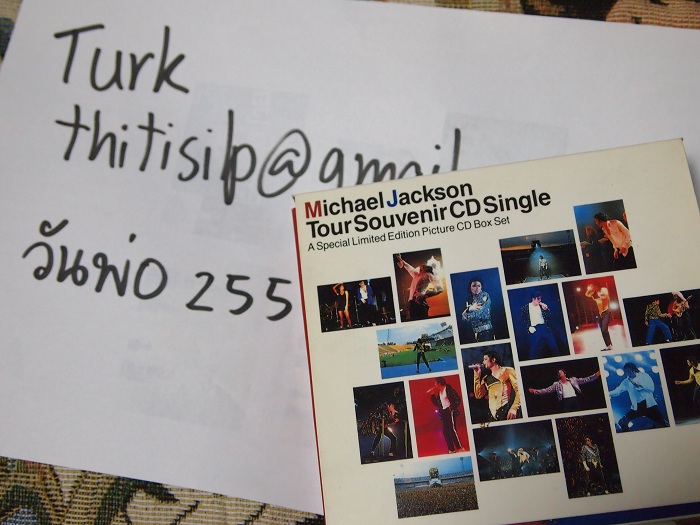 Turk
thitisilp@gmail
วันพ่อ 255
Michael Jackson
Tour Souvenir CD Single
A Special Limited Edition Picture CD Box Set